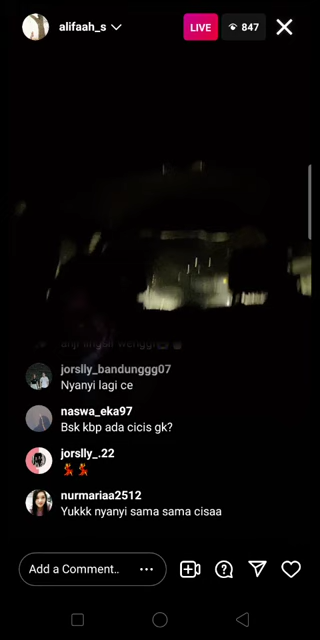 alifaah_s
LIVE
847
jorslly_bandunggg07
Nyanyi lagi ce
naswa_eka97
Bsk kbp ada cicis gk?
jorslly_.22
💃💃
nurmariaa2512
Yukkk nyanyi sama sama cisaa
Add a Comment..